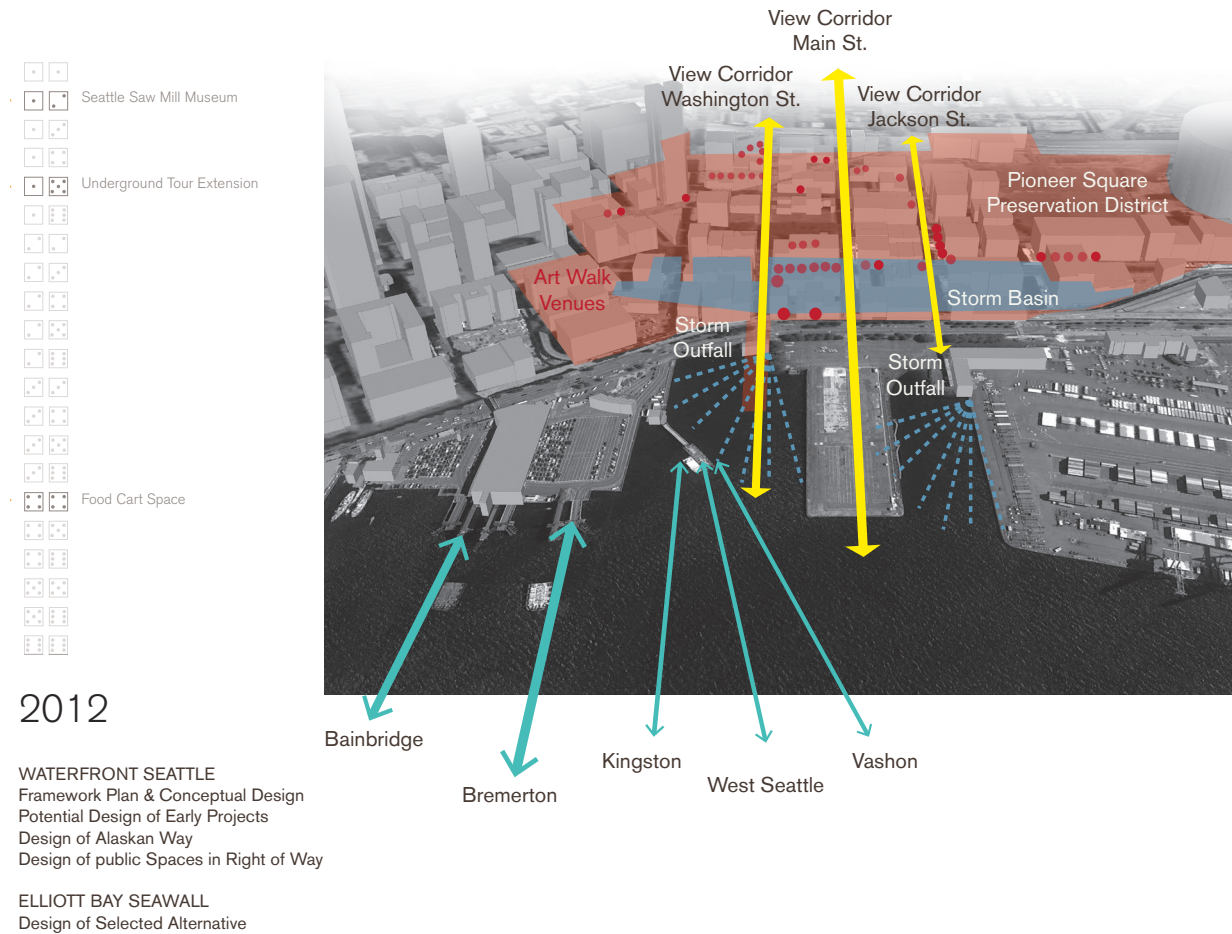 View Corridor
Main St.
View Corridor
Washington St.
View Corridor
Jackson St.
Seattle Saw Mill Museum
Underground Tour Extension
Food Cart Space
Pioneer Square
Preservation District
Art Walk
Venues
Storm Basin
Storm
Outfall
Storm
Outfall
Bainbridge
Bremerton
Kingston
West Seattle
Vashon
2012
WATERFRONT SEATTLE
Framework Plan & Conceptual Design
Potential Design of Early Projects
Design of Alaskan Way
Design of public Spaces in Right of Way
ELLIOTT BAY SEAWALL
Design of Selected Alternative